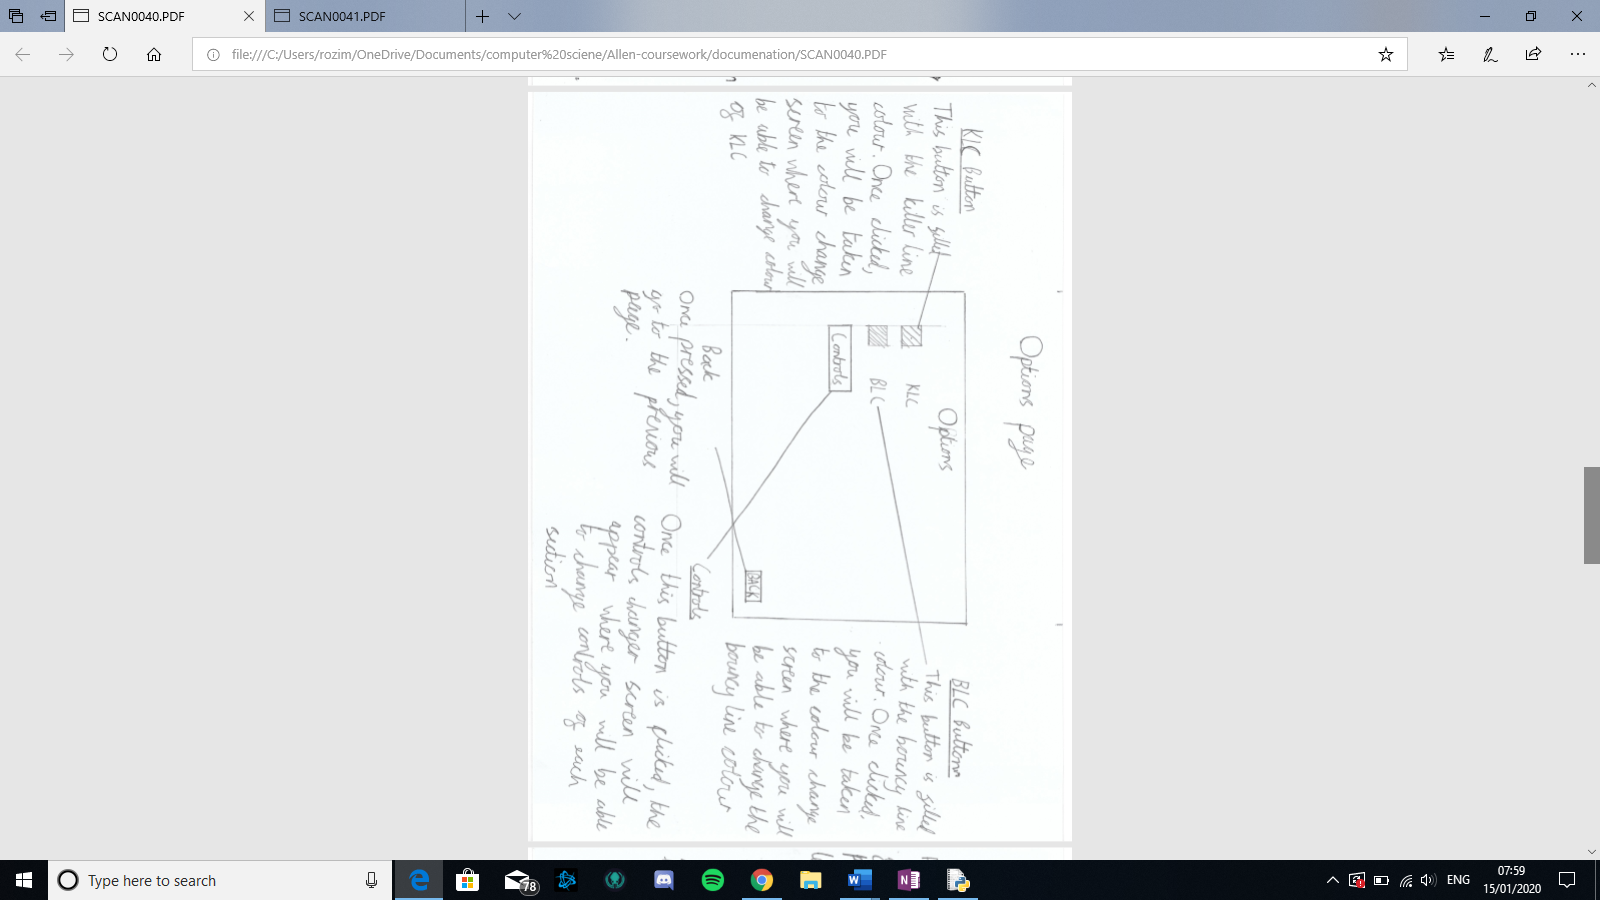 SCAN0040.PDF
SCAN0041.PDF
file:///C:/Users/rozim/OneDrive/Documents/computer%20sciene/Allen-coursework/documenation/SCAN0040.PDF
Options page
KLC Button
This button is filled
with the killer line
colour. Once clicked,
you will be taken
to the colour change
screen where you will
be able to change colour
of KLC
Options
KLC
BLC
Controls
BACK
BLC Button
This button is filled
with the bouncy line
colour. Once clicked,
you will be taken
to the colour change
screen where you will
be able to change the
bouncy line colour
Back
Once pressed, you will
go to the previous
page.
Controls
Once this button is clicked, the
controls changer screen will
appear where you will be able
to change controls of each
section
Type here to search
78
ENG
07:59
15/01/2020